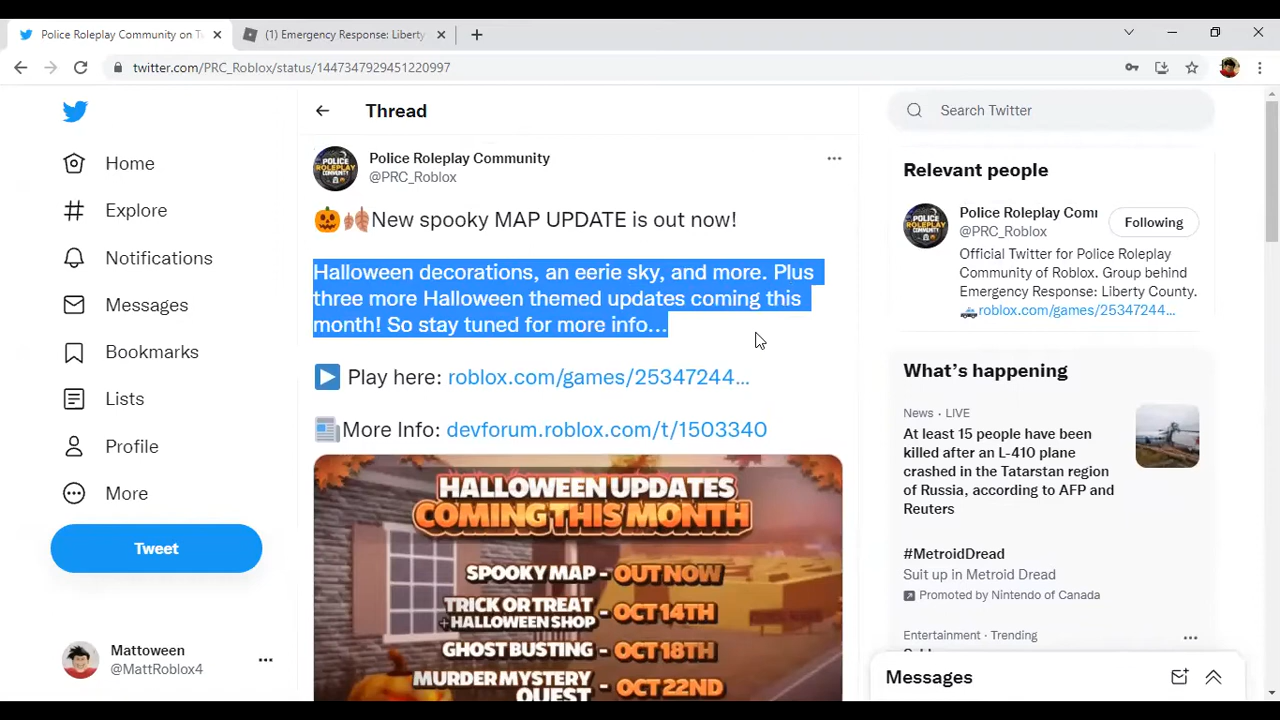 Police Roleplay Community on Tw
(1) Emergency Response: Liberty
twitter.com/PRC_Roblox/status/1447347929451220997
Home
Explore
Notifications
Messages
Bookmarks
Lists
Profile
More
Tweet
Mattoween
@MattRoblox4
Thread
Police Roleplay Community
@PRC_Roblox
🎃🍂New spooky MAP UPDATE is out now!
Halloween decorations, an eerie sky, and more. Plus
three more Halloween themed updates coming this
month! So stay tuned for more info...
▶️ Play here: roblox.com/games/25347244...
📰More Info: devforum.roblox.com/t/1503340
HALLOWEEN UPDATES
COMING THIS MONTH
SPOOKY MAP - OUT NOW
TRICK OR TREAT
+HALLOWEEN SHOP - OCT 14TH
GHOST BUSTING - OCT 18TH
MURDER MYSTERY
QUEST - OCT 22ND
Search Twitter
Relevant people
Police Roleplay Comm
@PRC_Roblox
Following
Official Twitter for Police Roleplay
Community of Roblox. Group behind
Emergency Response: Liberty County.
🚓roblox.com/games/25347244...
What's happening
News · LIVE
At least 15 people have been
killed after an L-410 plane
crashed in the Tatarstan region
of Russia, according to AFP and
Reuters
#MetroidDread
Suit up in Metroid Dread
Promoted by Nintendo of Canada
Entertainment · Trending
Messages